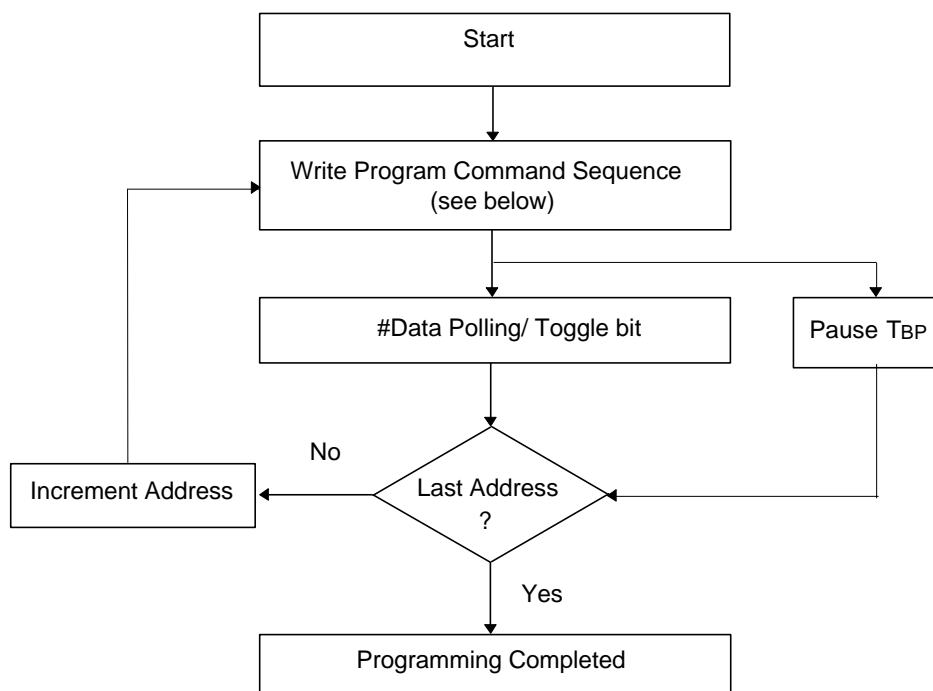 Start
Write Program Command Sequence
(see below)
#Data Polling/ Toggle bit
Pause TBP
No
Increment Address
Last Address
?
Yes
Programming Completed